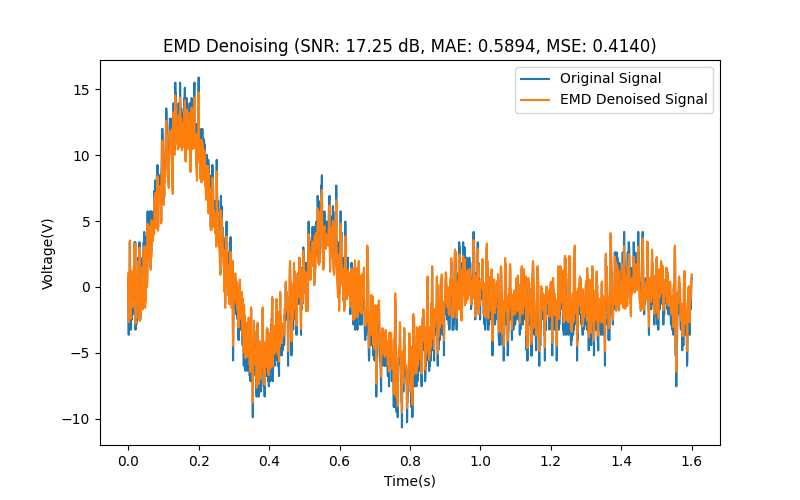 EMD Denoising (SNR: 17.25 dB, MAE: 0.5894, MSE: 0.4140)
Original Signal
EMD Denoised Signal
15
10
5
0
−5
−10
Voltage(V)
0.0 0.2 0.4 0.6 0.8 1.0 1.2 1.4 1.6
Time(s)